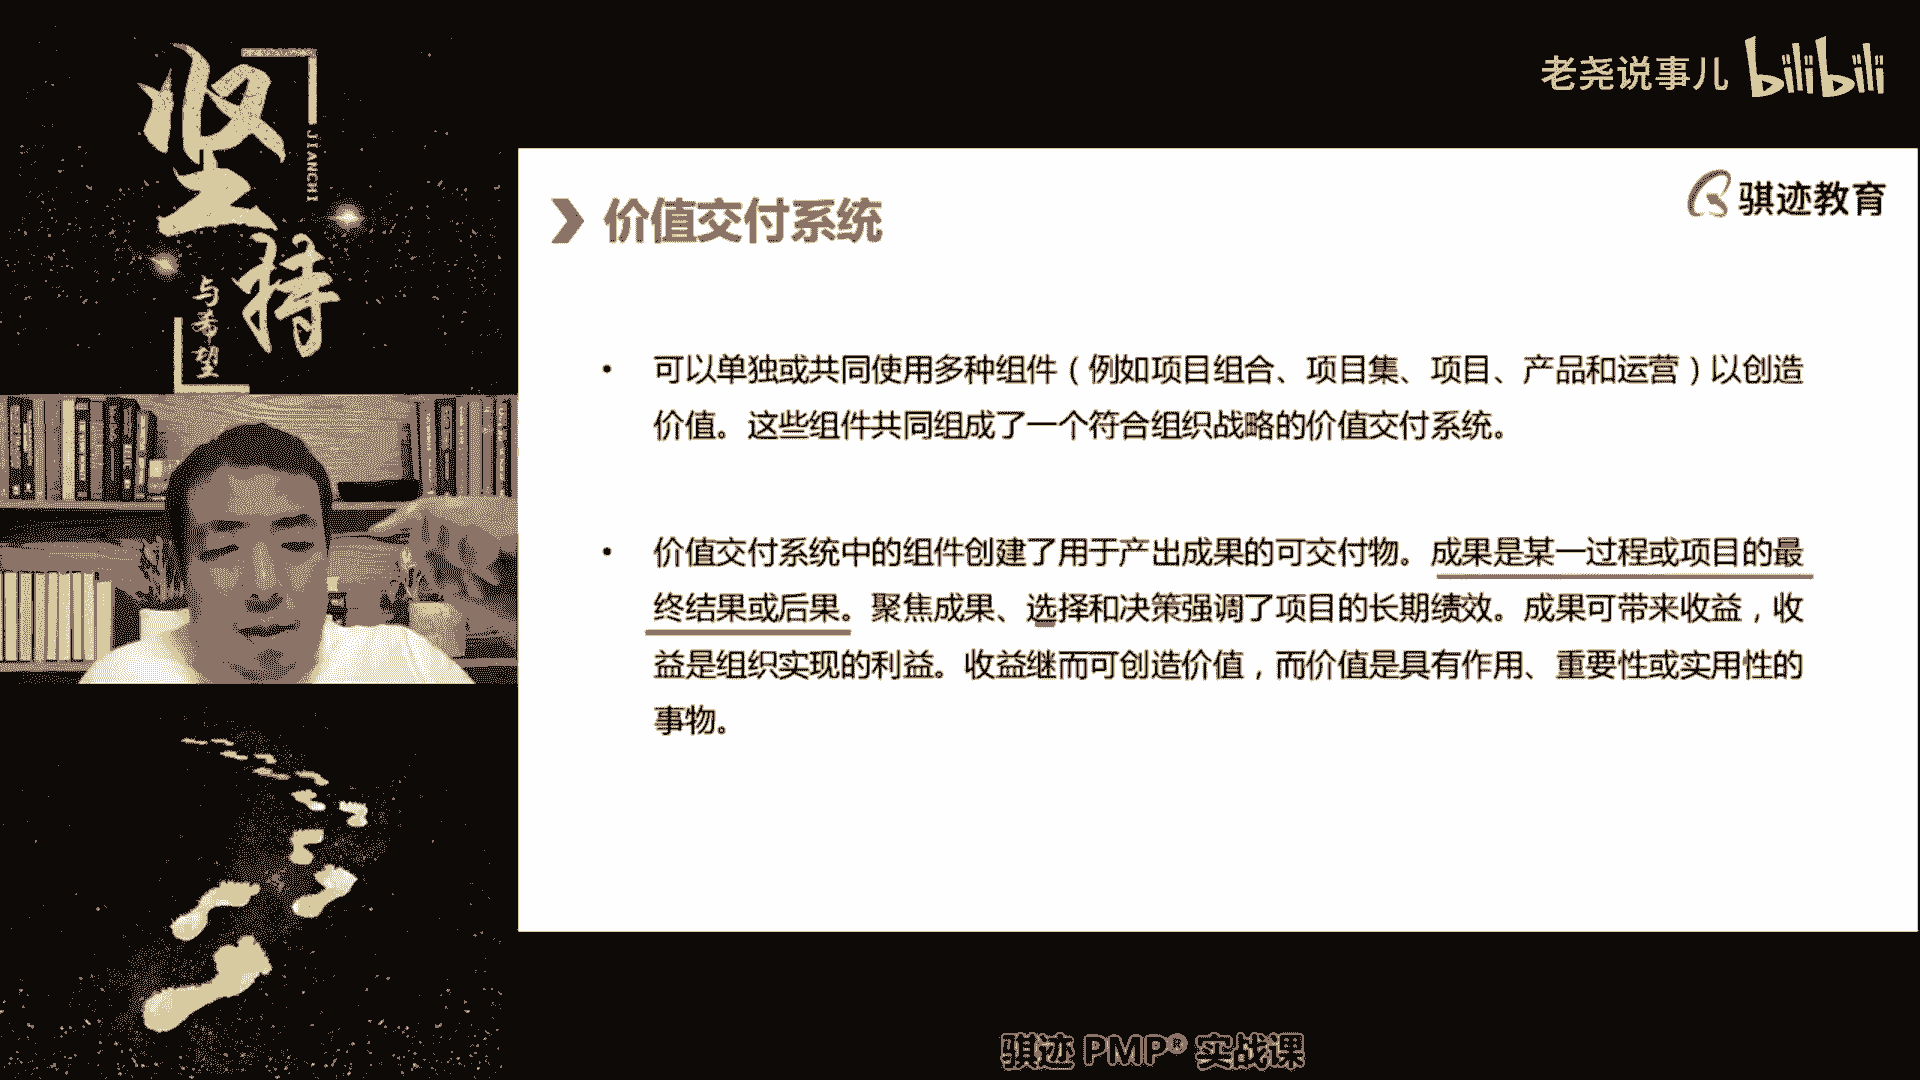 坚持
JIANCHI
与希望
老尧说事儿 bilibili
骐迹教育
价值交付系统
• 可以单独或共同使用多种组件（例如项目组合、项目集、项目、产品和运营）以创造
价值。这些组件共同组成了一个符合组织战略的价值交付系统。
• 价值交付系统中的组件创建了用于产出成果的可交付物。成果是某一过程或项目的最
终结果或后果。聚焦成果、选择和决策强调了项目的长期绩效。成果可带来收益，收
益是组织实现的利益。收益继而可创造价值，而价值是具有作用、重要性或实用性的
事物。
骐迹 PMP® 实战课